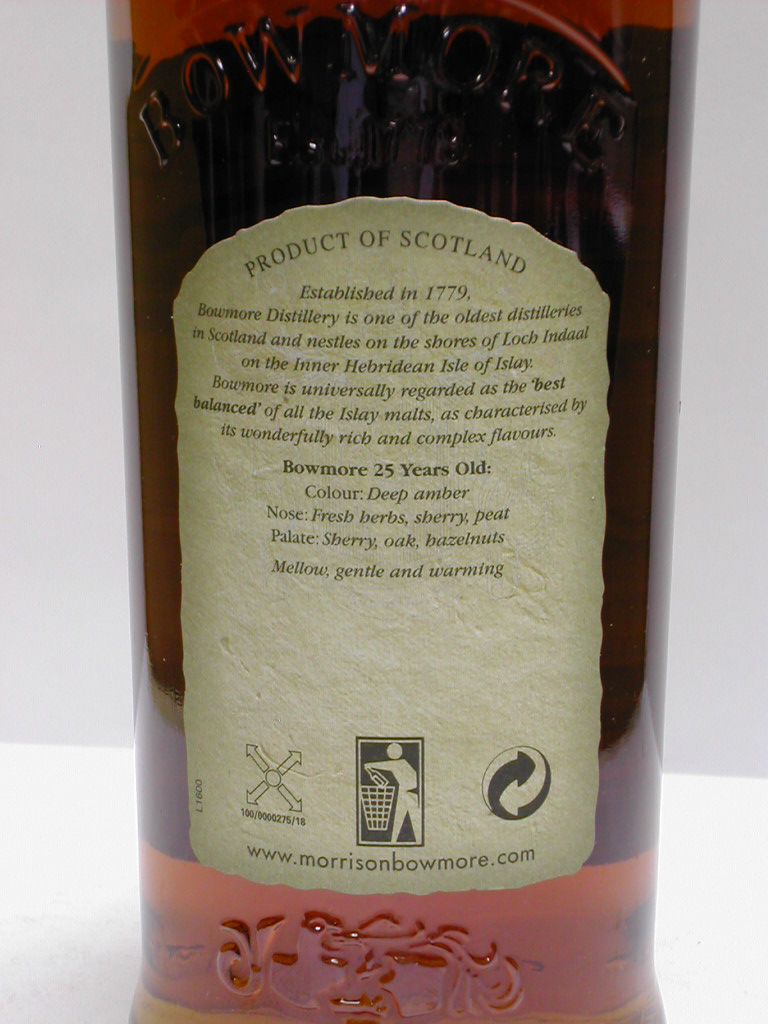 BOWMORE
PRODUCT OF SCOTLAND
Established in 1779,
Bowmore Distillery is one of the oldest distilleries
in Scotland and nestles on the shores of Loch Indaal
on the Inner Hebridean Isle of Islay.
Bowmore is universally regarded as the 'best
balanced' of all the Islay malts, as characterised by
its wonderfully rich and complex flavours.
Bowmore 25 Years Old:
Colour: Deep amber
Nose: Fresh herbs, sherry, peat
Palate: Sherry, oak, hazelnuts
Mellow, gentle and warming
L1600
100/0000275/18
www.morrisonbowmore.com